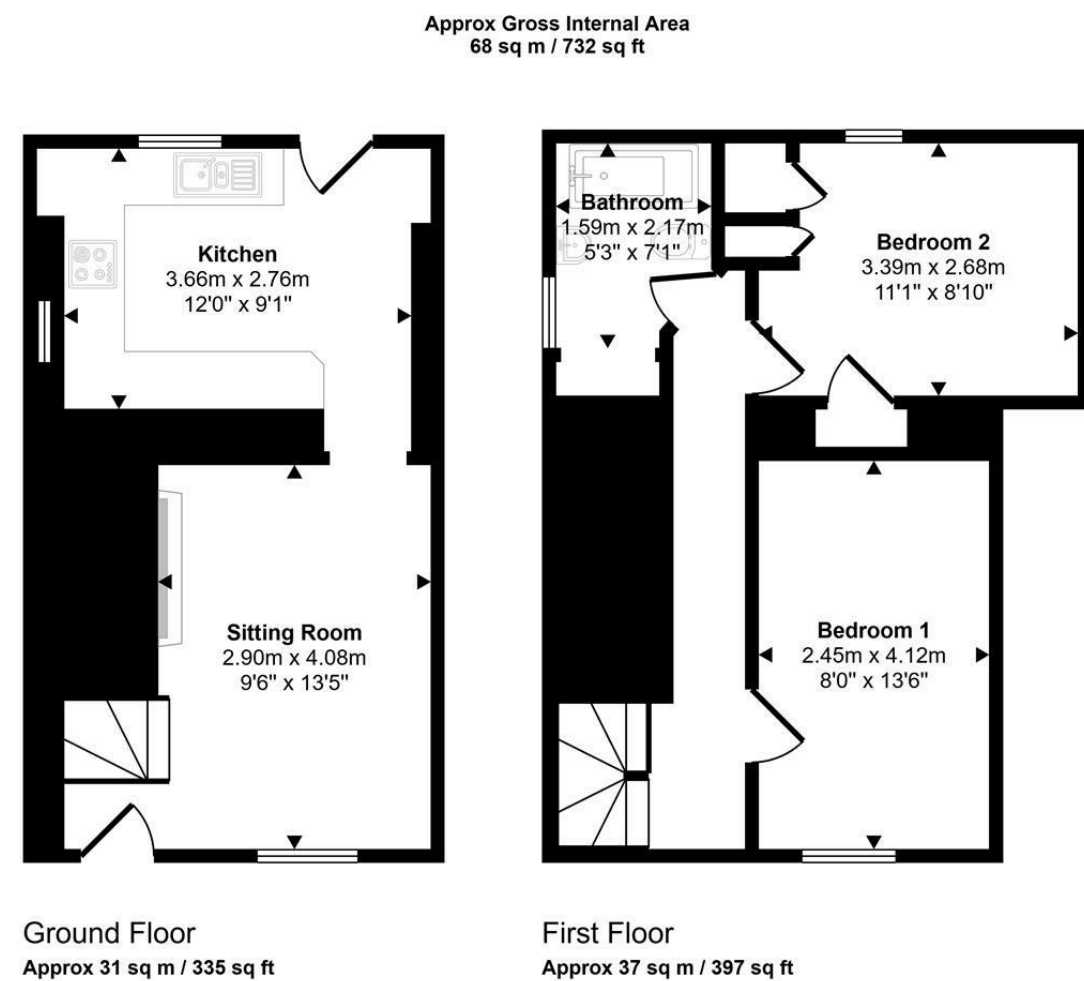 Approx Gross Internal Area
68 sq m / 732 sq ft
Kitchen
3.66m x 2.76m
12'0" x 9'1"
Sitting Room
2.90m x 4.08m
9'6" x 13'5"
Bathroom
1.59m x 2.17m
5'3" x 7'1"
Bedroom 2
3.39m x 2.68m
11'1" x 8'10"
Bedroom 1
2.45m x 4.12m
8'0" x 13'6"
Ground Floor
Approx 31 sq m / 335 sq ft
First Floor
Approx 37 sq m / 397 sq ft